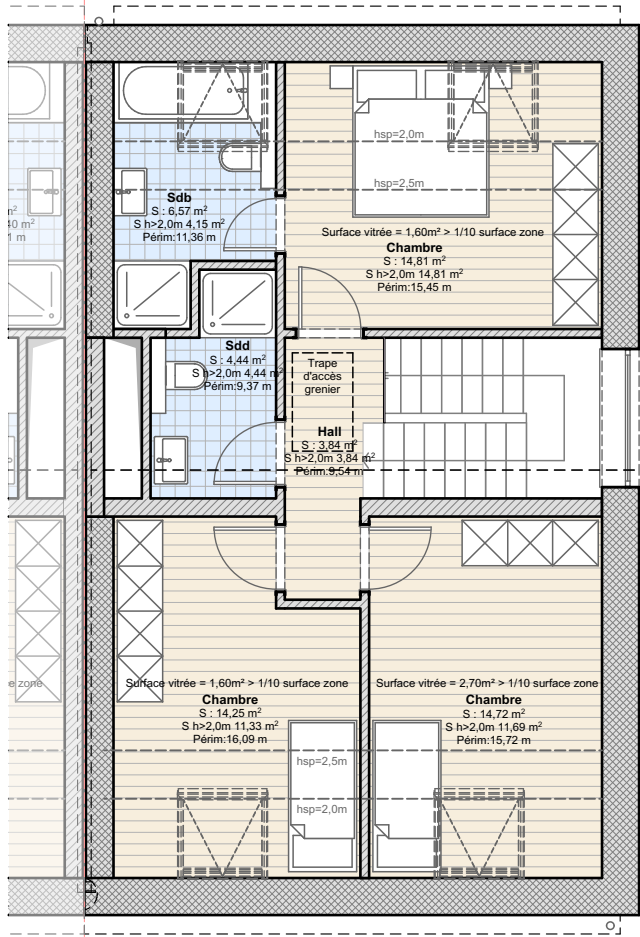 hsp=2,0m
hsp=2,5m
Sdb
S : 6,57 m²
S h>2,0m 4,15 m²
Périm:11,36 m
Surface vitrée = 1,60m² > 1/10 surface zone
Chambre
S : 14,81 m²
S h>2,0m 14,81 m²
Périm:15,45 m
Sdd
S : 4,44 m²
S h>2,0m 4,44 m²
Périm:9,37 m
Trape
d'accès
grenier
Hall
S : 3,84 m²
S h>2,0m 3,84 m²
Périm:9,54 m
Surface vitrée = 1,60m² > 1/10 surface zone
Chambre
S : 14,25 m²
S h>2,0m 11,33 m²
Périm:16,09 m
Surface vitrée = 2,70m² > 1/10 surface zone
Chambre
S : 14,72 m²
S h>2,0m 11,69 m²
Périm:15,72 m
hsp=2,5m
hsp=2,0m
e zone